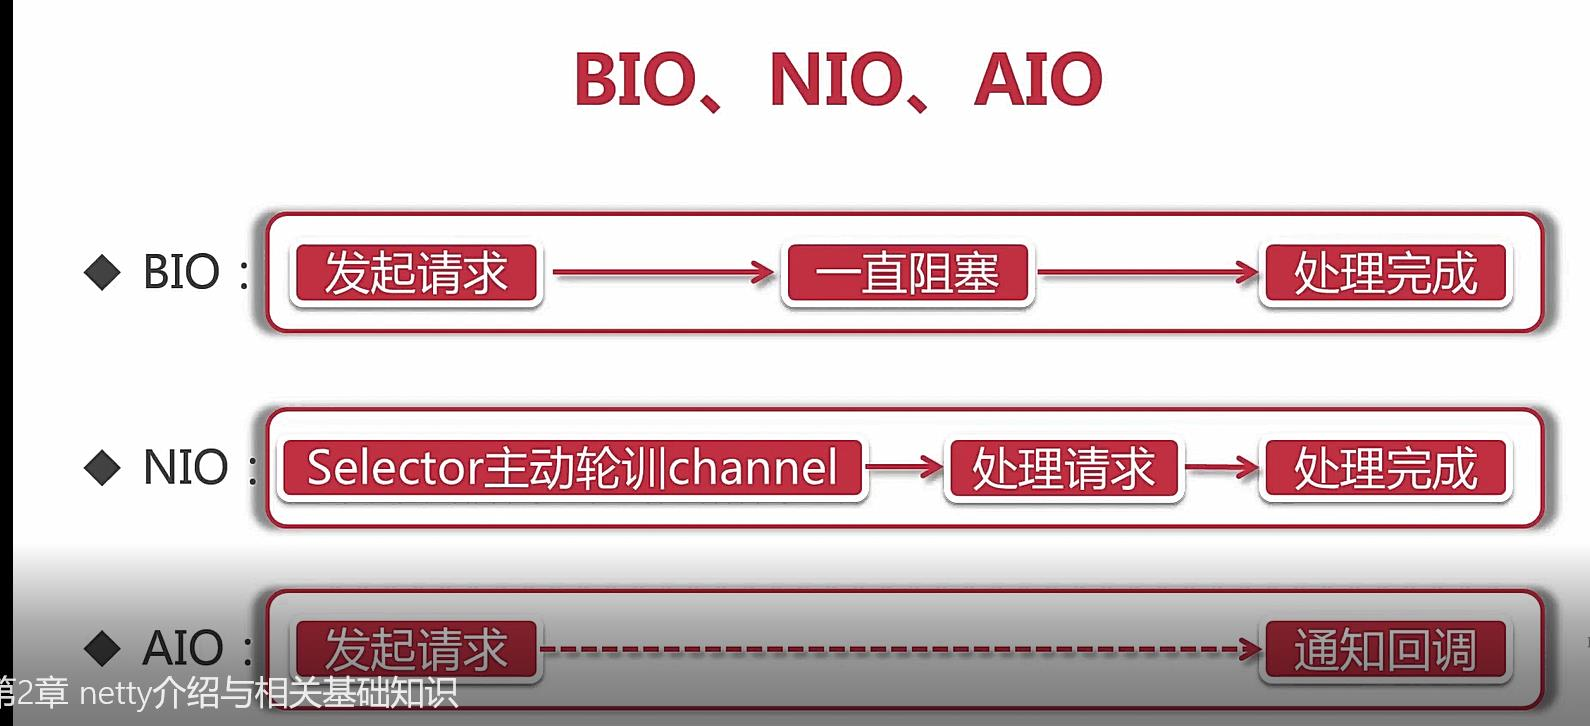 BIO、NIO、AIO
◆ BIO： 发起请求 一直阻塞 处理完成
◆ NIO： Selector主动轮训channel 处理请求 处理完成
◆ AIO： 发起请求 通知回调
第2章 netty介绍与相关基础知识